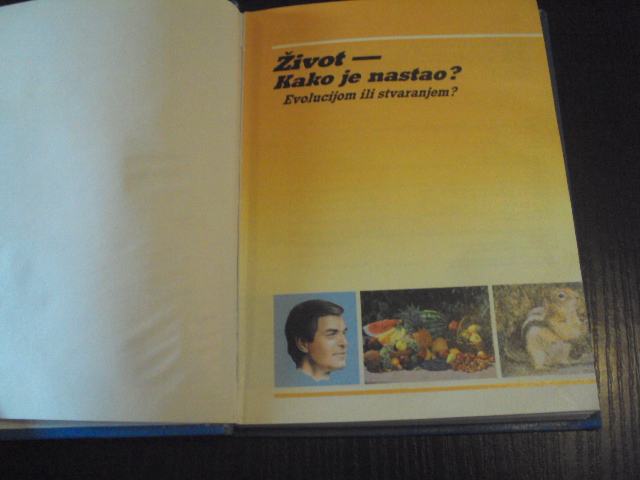 Život —
Kako je nastao?
Evolucijom ili stvaranjem?